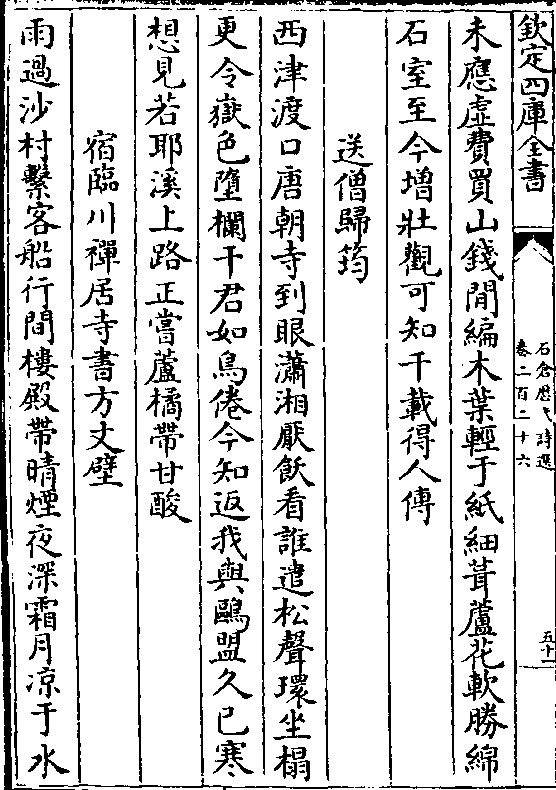 欽定四庫全書
石倉歷代詩選
卷二百二十六
五十一
未應虛費買山錢閒編木葉輕于紙細葺蘆花軟勝綿
石室至今增壯觀可知千載得人傳
送僧歸筠
西津渡口唐朝寺到眼瀟湘厭飫看誰遣松聲環坐榻
更令嶽色墮欄干君如鳥倦今知返我與鷗盟久已寒
想見若耶溪上路正當蘆橘帶甘酸
宿臨川禪居寺書方丈壁
雨過沙村繫客船行間樓殿帶晴煙夜深霜月凉于水